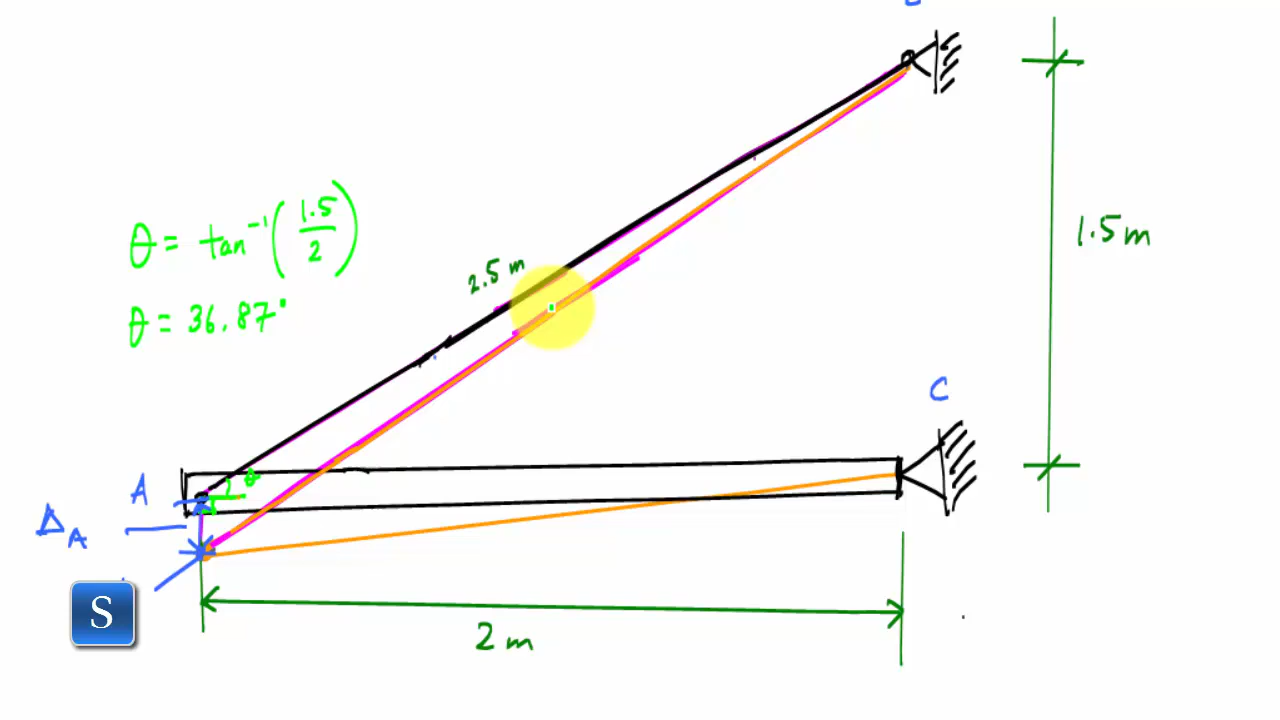 θ = tan⁻¹(1.5/2)
θ = 36.87°
2.5 m
1.5 m
C
A
θ
Δ_A
S
2 m